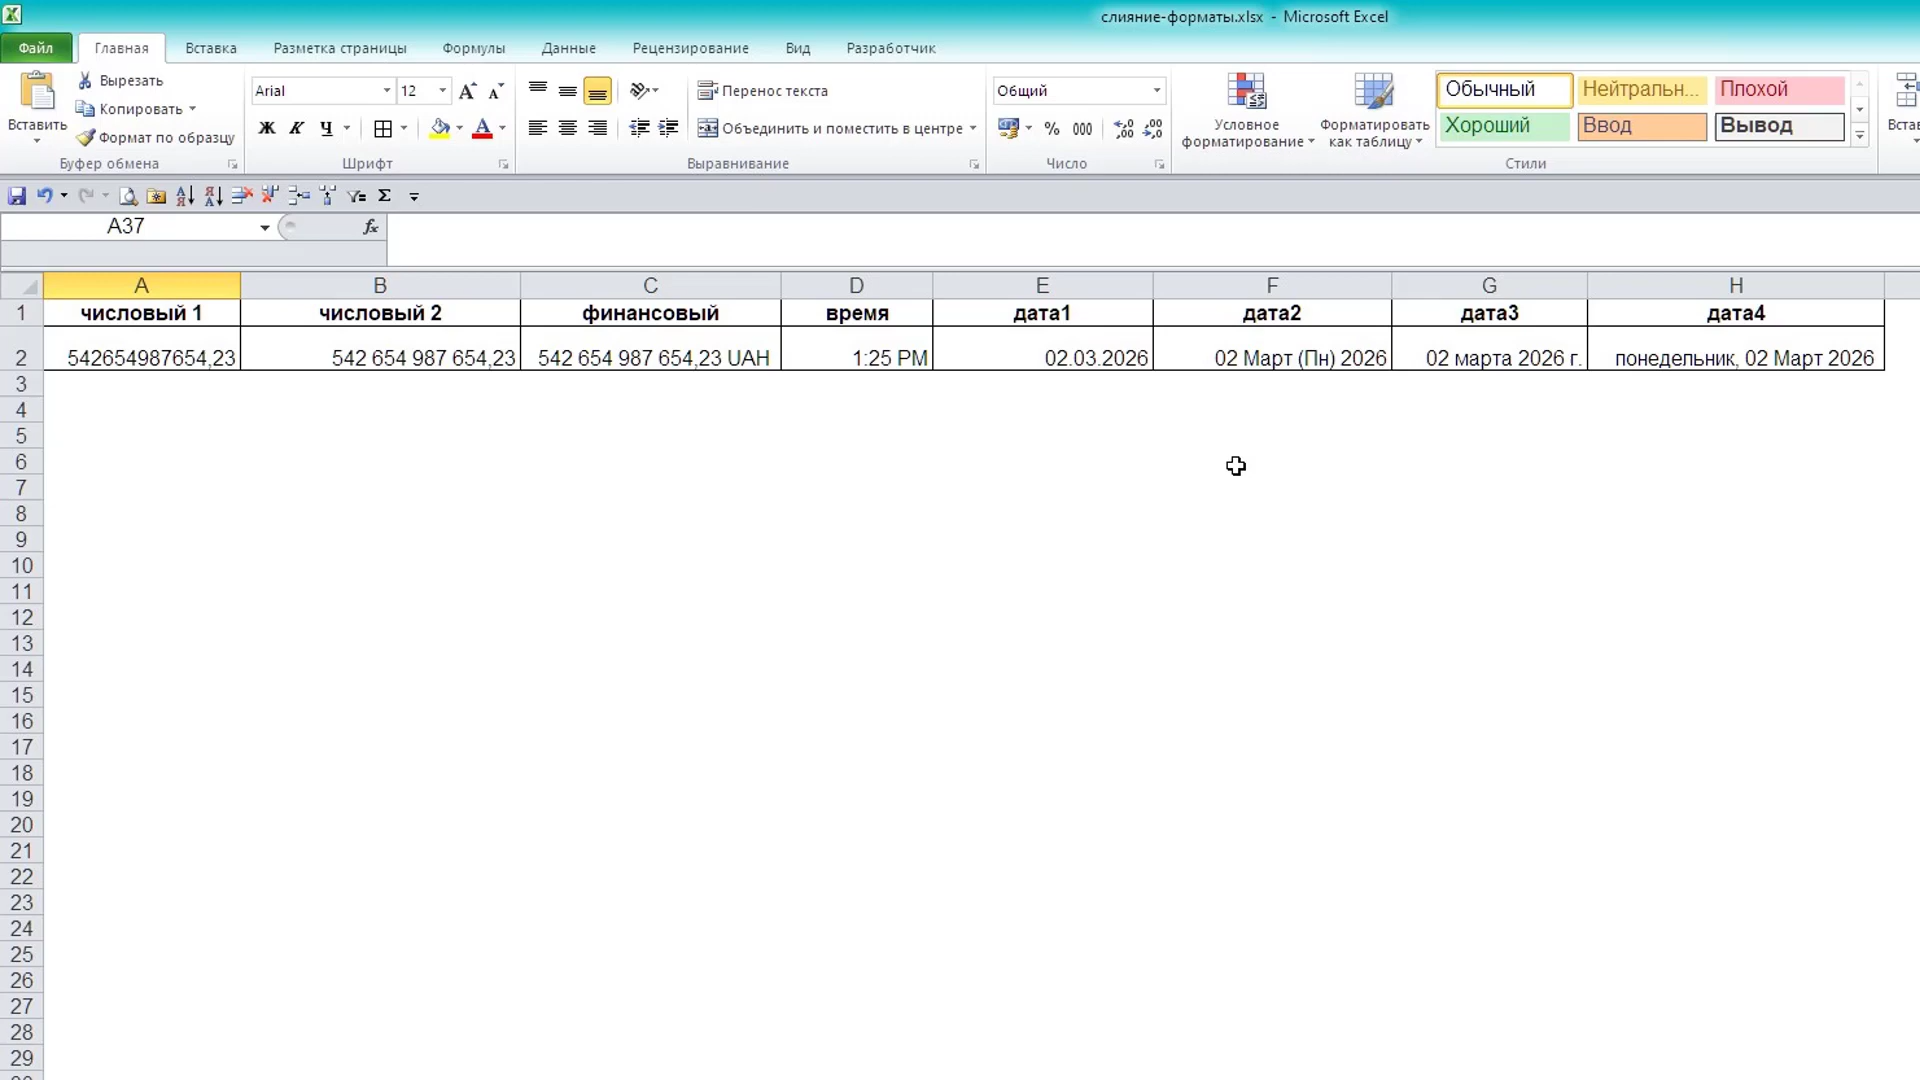 слияние-форматы.xlsx - Microsoft Excel
Файл Главная Вставка Разметка страницы Формулы Данные Рецензирование Вид Разработчик
Вставить
Вырезать
Копировать
Формат по образцу
Буфер обмена
Arial 12
Ж К Ч
Шрифт
Перенос текста
Объединить и поместить в центре
Выравнивание
Общий
% 000
Число
Условное форматирование
Форматировать как таблицу
Обычный Нейтральн... Плохой
Хороший Ввод Вывод
Стили
A37 fx
A B C D E F G H
1 числовый 1 числовый 2 финансовый время дата1 дата2 дата3 дата4
2 542654987654,23 542 654 987 654,23 542 654 987 654,23 UAH 1:25 PM 02.03.2026 02 Март (Пн) 2026 02 марта 2026 г. понедельник, 02 Март 2026
3
4
5
6
7
8
9
10
11
12
13
14
15
16
17
18
19
20
21
22
23
24
25
26
27
28
29